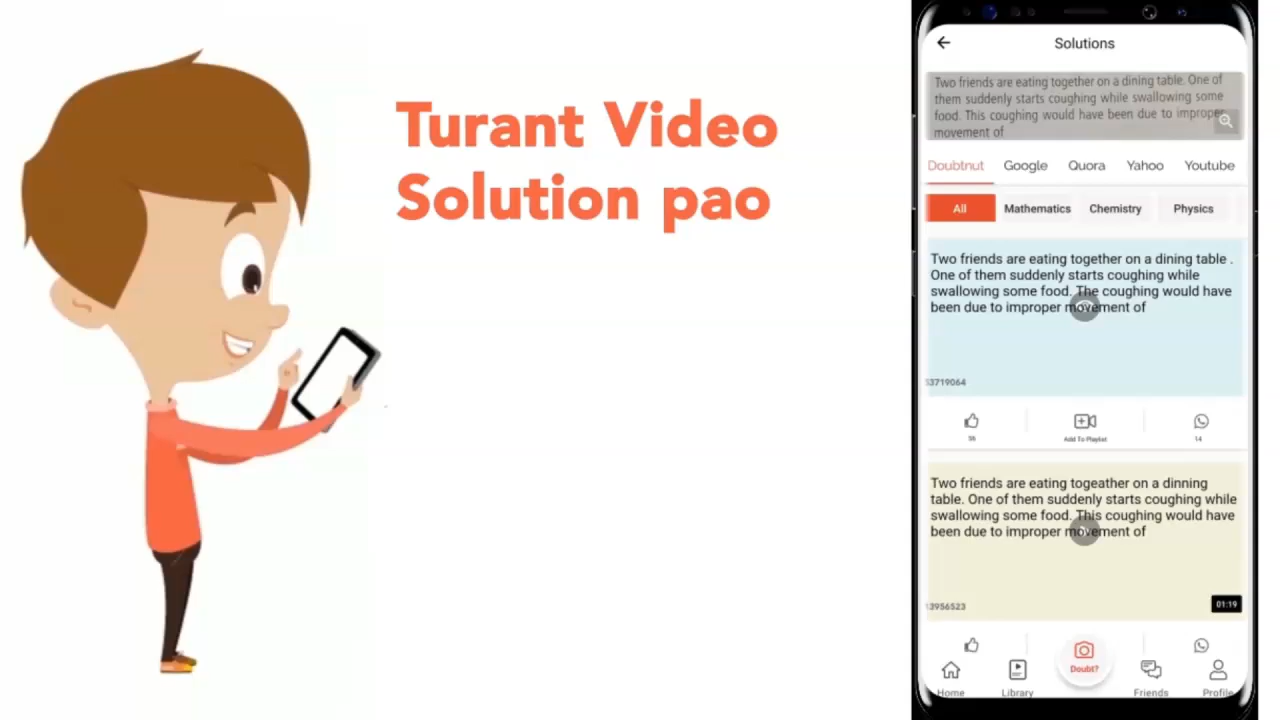 Turant Video
Solution pao
Solutions
Two friends are eating together on a dining table. One of
them suddenly starts coughing while swallowing some
food. This coughing would have been due to improper
movement of
Doubtnut Google Quora Yahoo Youtube
All Mathematics Chemistry Physics
Two friends are eating together on a dining table .
One of them suddenly starts coughing while
swallowing some food. The coughing would have
been due to improper movement of
53719064
56 Add To Playlist 14
Two friends are eating togeather on a dinning
table. One of them suddenly starts coughing while
swallowing some food. This coughing would have
been due to improper movement of
13956523
01:19
Doubt?
Home Library Friends Profile